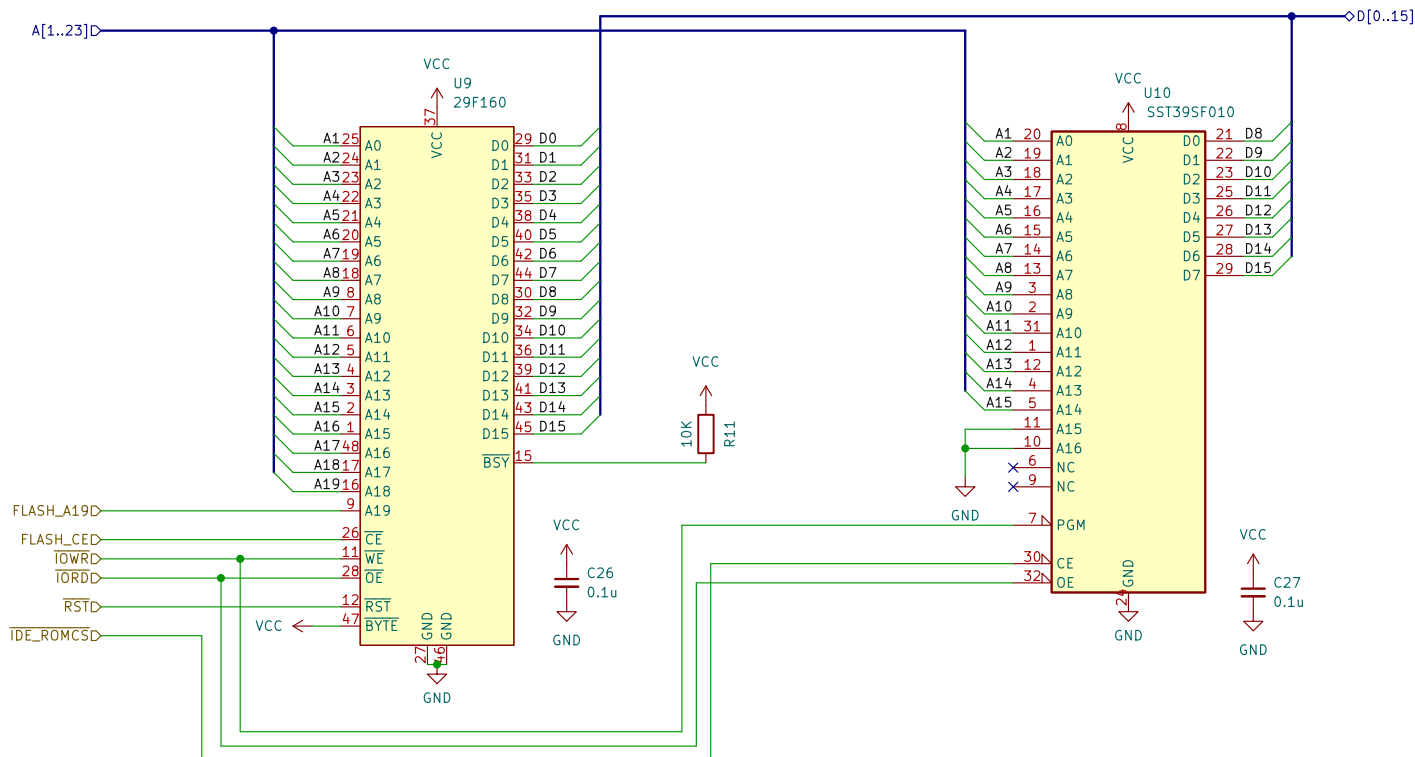 A[1..23]
D[0..15]
VCC
U9
29F160
37
VCC
A1 25 A0
A2 24 A1
A3 23 A2
A4 22 A3
A5 21 A4
A6 20 A5
A7 19 A6
A8 18 A7
A9 8 A8
A10 7 A9
A11 6 A10
A12 5 A11
A13 4 A12
A14 3 A13
A15 2 A14
A16 1 A15
A17 48 A16
A18 17 A17
A19 16 A18
FLASH_A19 9 A19
FLASH_CE 26 CE
IOWR 11 WE
IORD 28 OE
RST 12 RST
VCC 47 BYTE
IDE_ROMCS
D0 29 D0
D1 31 D1
D2 33 D2
D3 35 D3
D4 38 D4
D5 40 D5
D6 42 D6
D7 44 D7
D8 30 D8
D9 32 D9
D10 34 D10
D11 36 D11
D12 39 D12
D13 41 D13
D14 43 D14
D15 45 D15
BSY 15
GND GND
27 46
GND
VCC
10K R11
VCC
C26
0.1u
GND
VCC
U10
SST39SF010
8
VCC
A1 20 A0
A2 19 A1
A3 18 A2
A4 17 A3
A5 16 A4
A6 15 A5
A7 14 A6
A8 13 A7
A9 3 A8
A10 2 A9
A11 31 A10
A12 1 A11
A13 12 A12
A14 4 A13
A15 5 A14
11 A15
10 A16
6 NC
9 NC
GND
7 PGM
30 CE
32 OE
D0 21 D8
D1 22 D9
D2 23 D10
D3 25 D11
D4 26 D12
D5 27 D13
D6 28 D14
D7 29 D15
GND
24
GND
VCC
C27
0.1u
GND